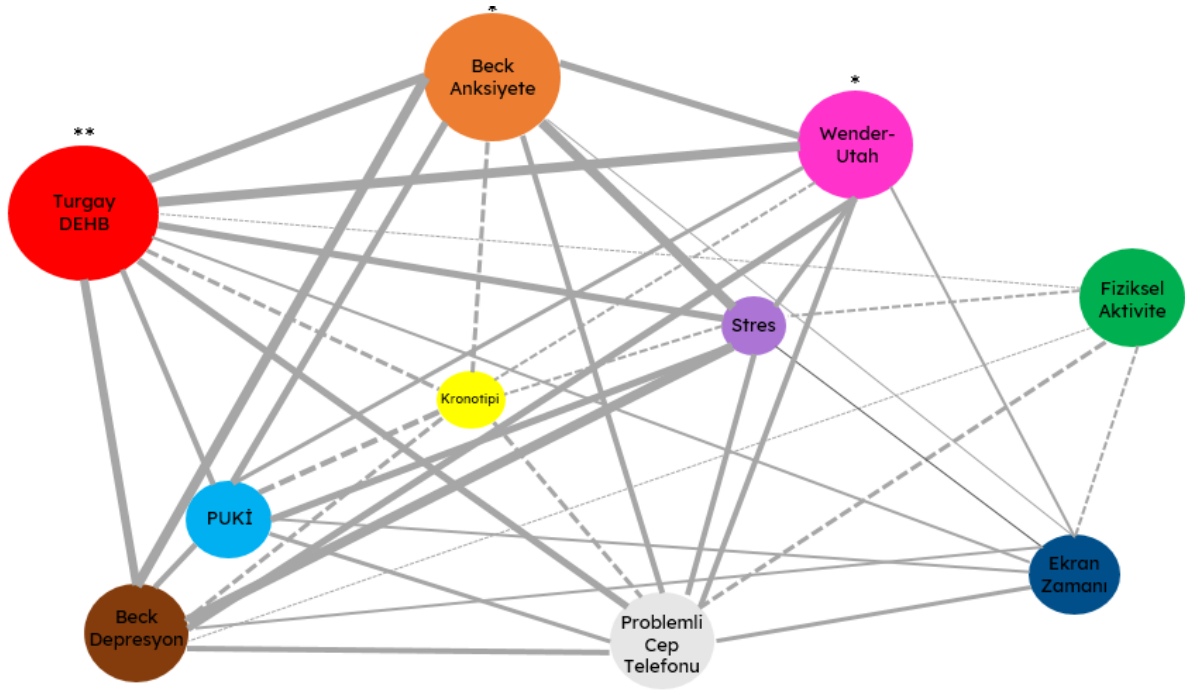 *
Beck
Anksiyete
*
Wender-
Utah
**
Turgay
DEHB
Fiziksel
Aktivite
Stres
Kronotipi
PUKİ
Ekran
Zamanı
Beck
Depresyon
Problemli
Cep
Telefonu